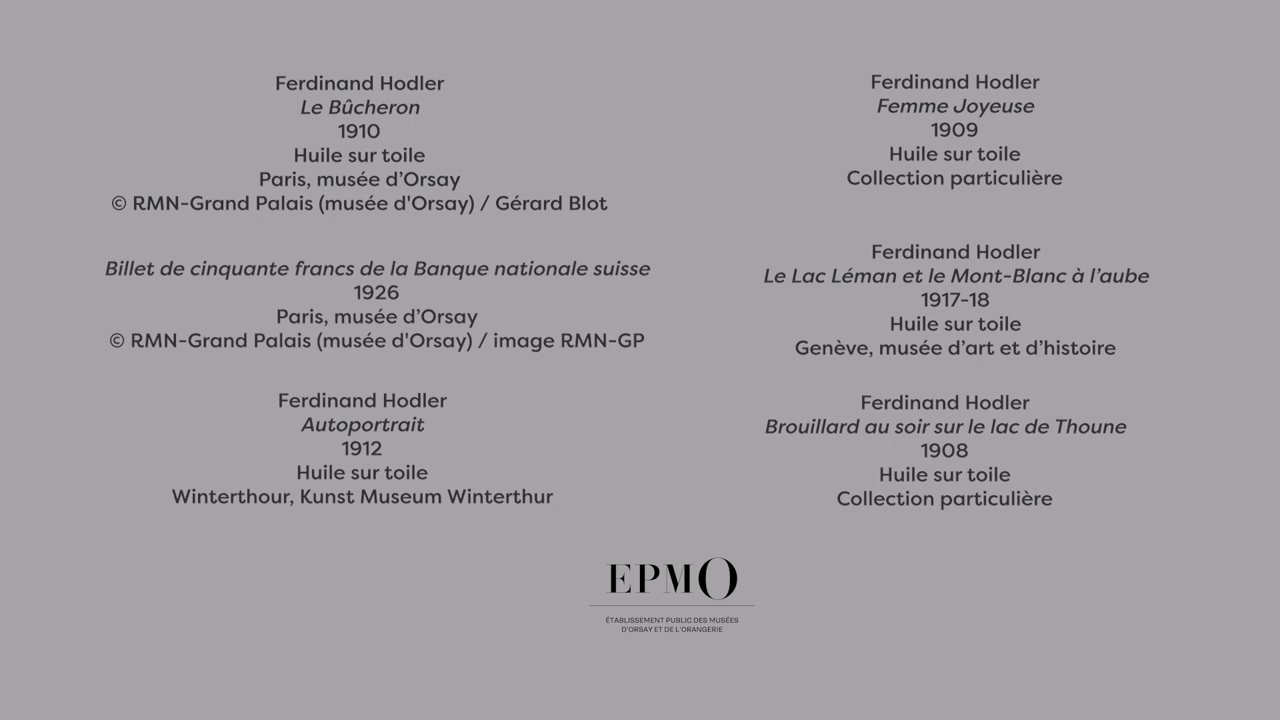 Ferdinand Hodler
Le Bûcheron
1910
Huile sur toile
Paris, musée d’Orsay
© RMN-Grand Palais (musée d'Orsay) / Gérard Blot
Billet de cinquante francs de la Banque nationale suisse
1926
Paris, musée d’Orsay
© RMN-Grand Palais (musée d'Orsay) / image RMN-GP
Ferdinand Hodler
Autoportrait
1912
Huile sur toile
Winterthour, Kunst Museum Winterthur
Ferdinand Hodler
Femme Joyeuse
1909
Huile sur toile
Collection particulière
Ferdinand Hodler
Le Lac Léman et le Mont-Blanc à l’aube
1917-18
Huile sur toile
Genève, musée d’art et d’histoire
Ferdinand Hodler
Brouillard au soir sur le lac de Thoune
1908
Huile sur toile
Collection particulière
EPMO
ÉTABLISSEMENT PUBLIC DES MUSÉES
D'ORSAY ET DE L'ORANGERIE